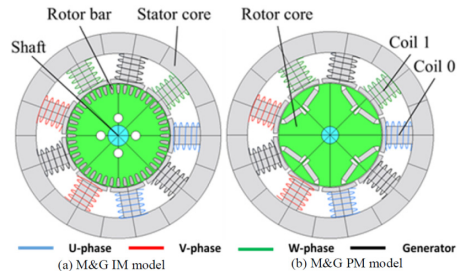 Rotor bar Stator core Rotor core
Shaft
Coil 1
Coil 0
U-phase V-phase W-phase Generator
(a) M&G IM model (b) M&G PM model